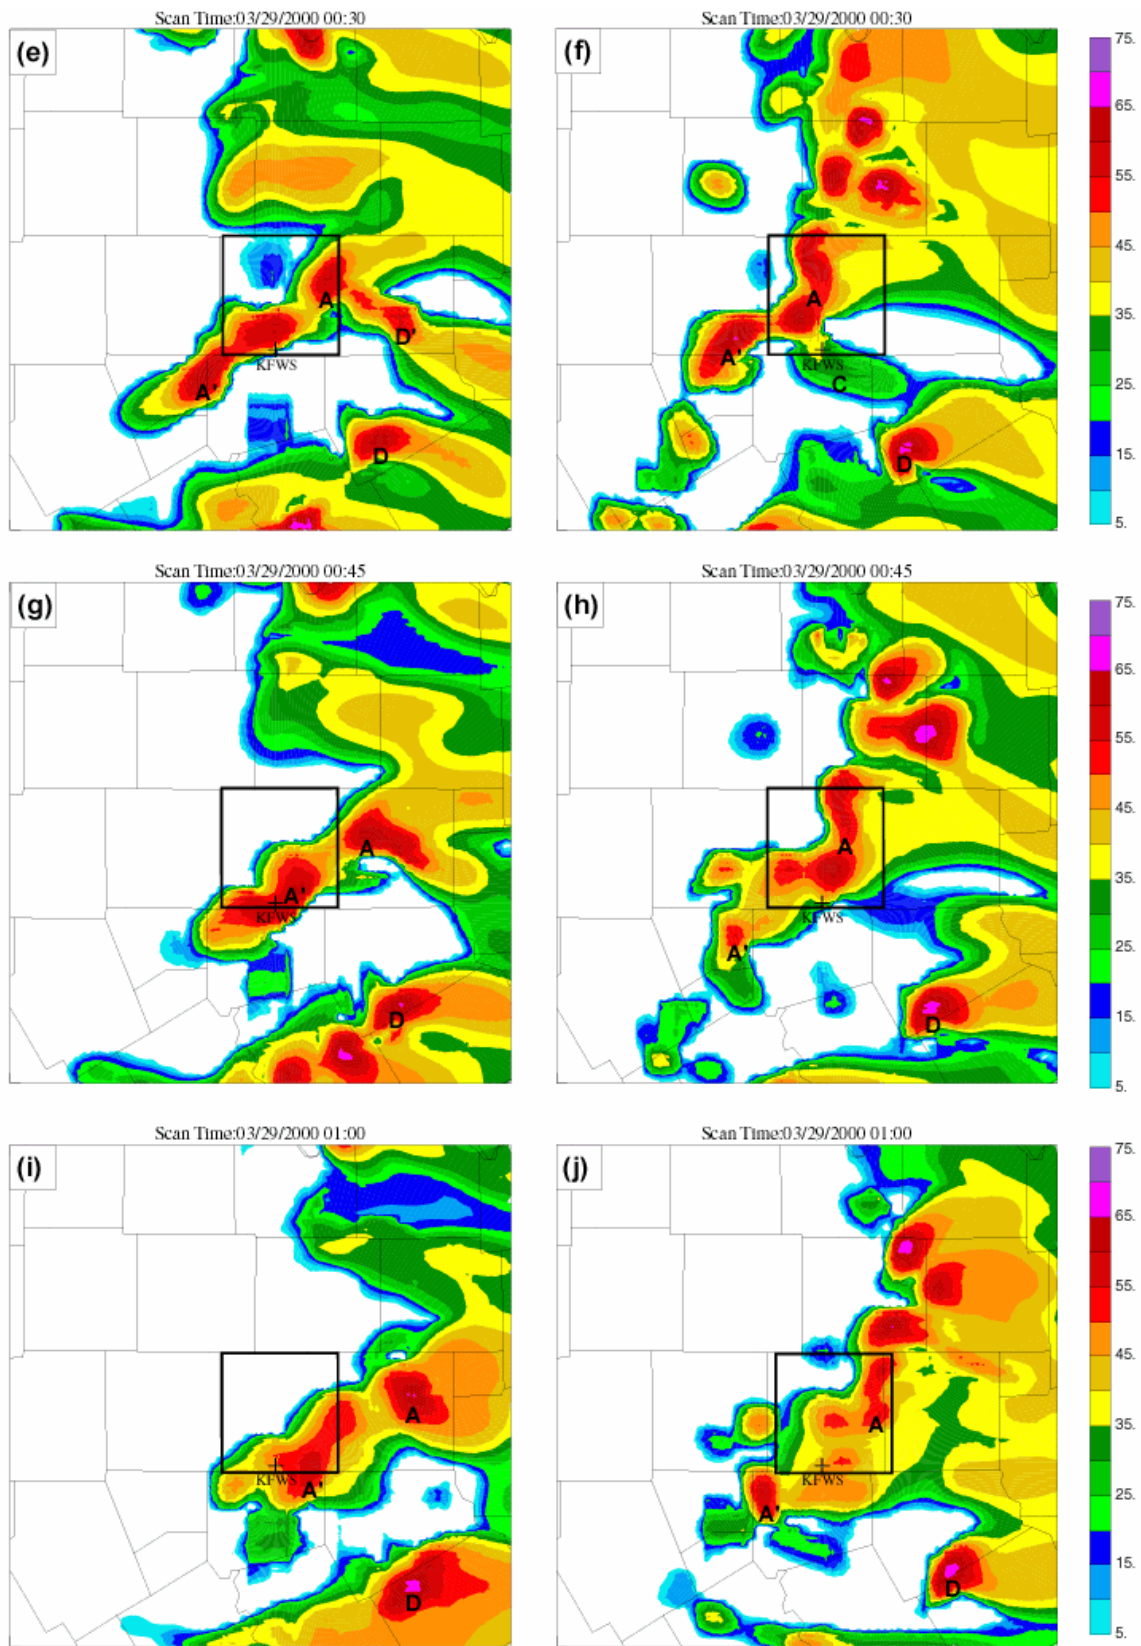 Scan Time:03/29/2000 00:30
Scan Time:03/29/2000 00:30
(e)
(f)
75.
65.
55.
45.
35.
25.
15.
5.
A
D'
KFWS
A'
D
A
A'
KFWS
C
D
Scan Time:03/29/2000 00:45
Scan Time:03/29/2000 00:45
(g)
(h)
75.
65.
55.
45.
35.
25.
15.
5.
A
A'
KFWS
D
A
KFWS
A'
D
Scan Time:03/29/2000 01:00
Scan Time:03/29/2000 01:00
(i)
(j)
75.
65.
55.
45.
35.
25.
15.
5.
A
KFWS
A'
D
A
KFWS
A'
D